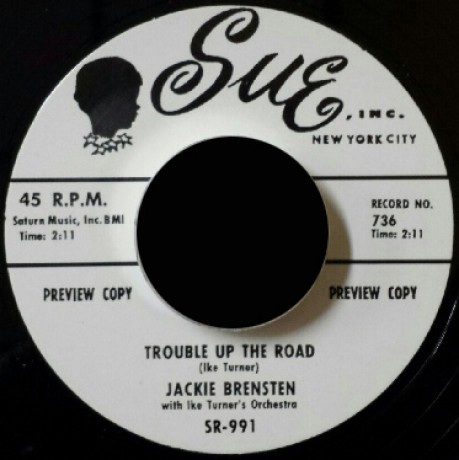 Sue, INC.
NEW YORK CITY
45 R.P.M.
Saturn Music, Inc. BMI
Time: 2:11
RECORD NO.
736
Time: 2:11
PREVIEW COPY
PREVIEW COPY
TROUBLE UP THE ROAD
(Ike Turner)
JACKIE BRENSTEN
with Ike Turner's Orchestra
SR-991